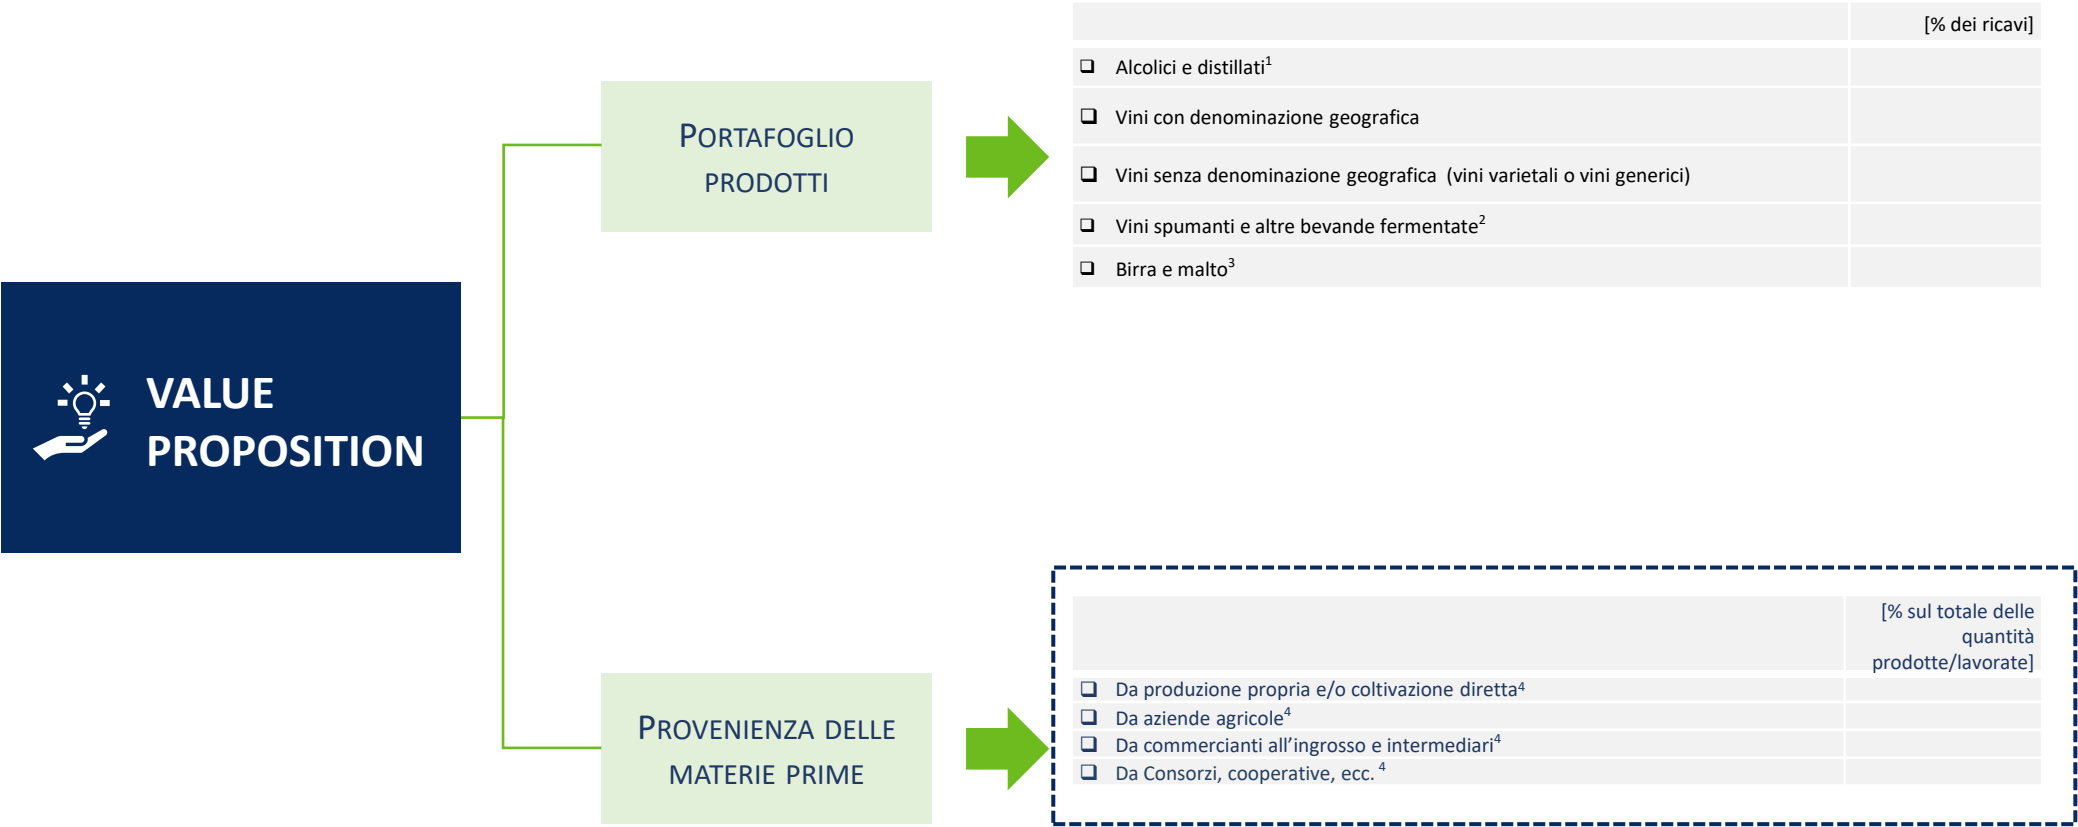 VALUE
PROPOSITION
PORTAFOGLIO
PRODOTTI
[% dei ricavi]
❑ Alcolici e distillati¹
❑ Vini con denominazione geografica
❑ Vini senza denominazione geografica (vini varietali o vini generici)
❑ Vini spumanti e altre bevande fermentate²
❑ Birra e malto³
PROVENIENZA DELLE
MATERIE PRIME
[% sul totale delle
quantità
prodotte/lavorate]
❑ Da produzione propria e/o coltivazione diretta⁴
❑ Da aziende agricole⁴
❑ Da commercianti all’ingrosso e intermediari⁴
❑ Da Consorzi, cooperative, ecc. ⁴